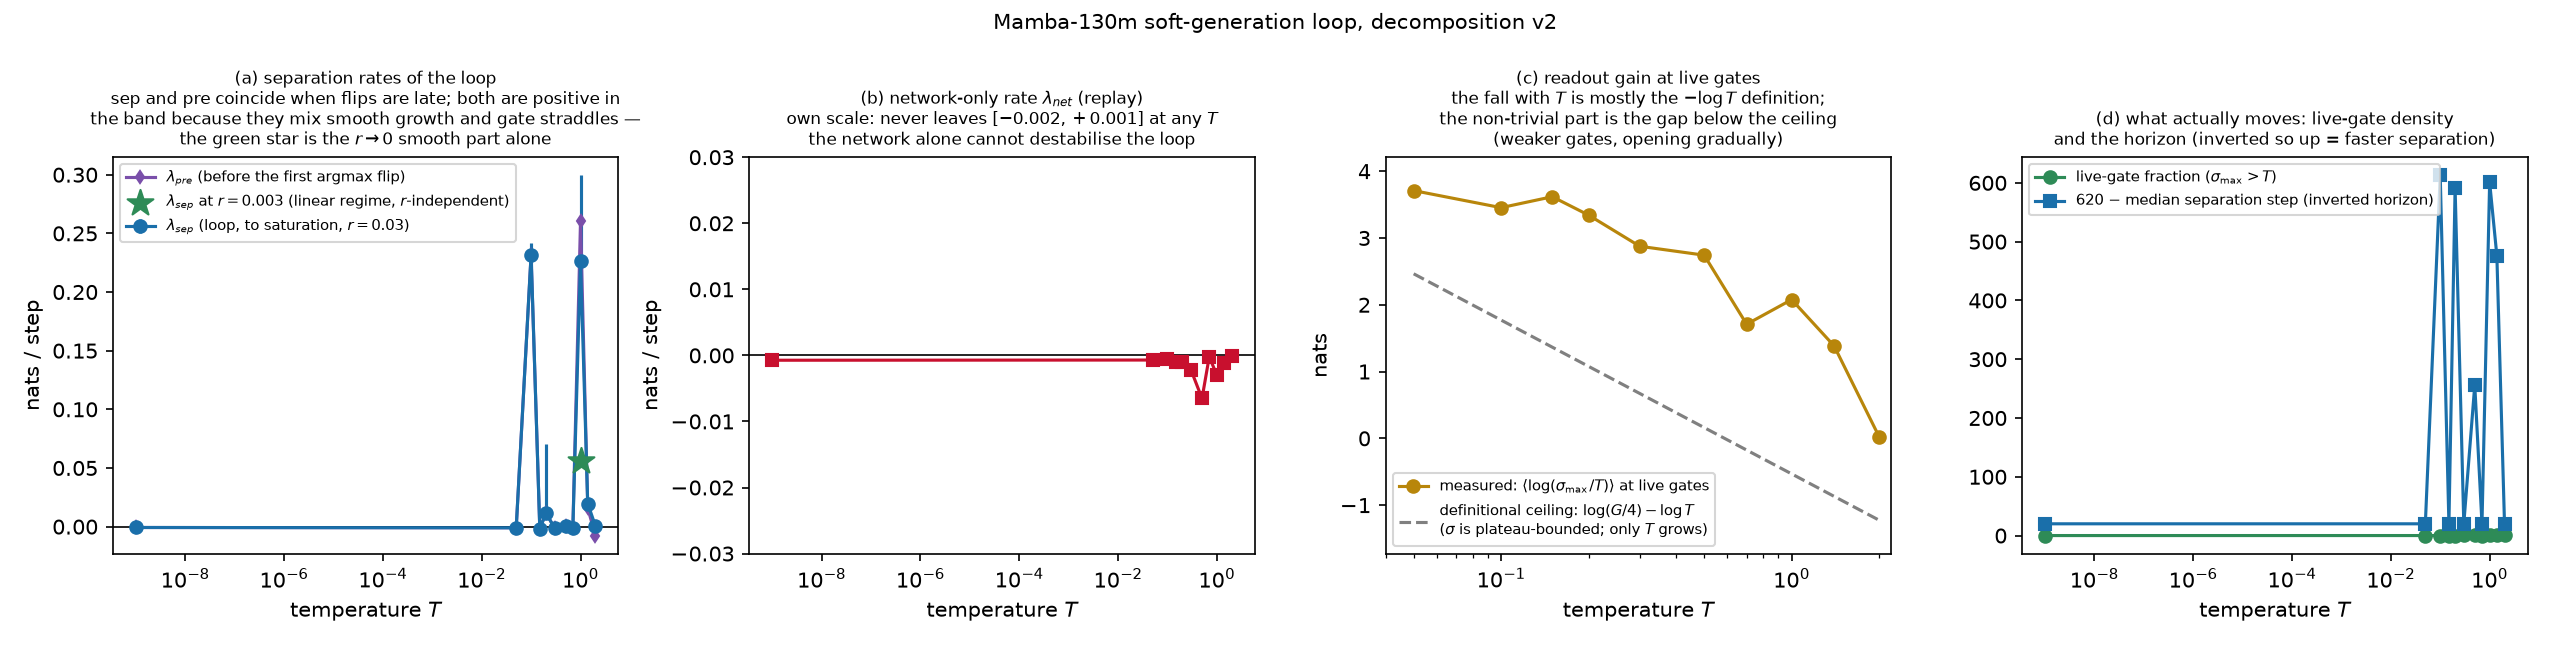 Mamba-130m soft-generation loop, decomposition v2
(a) separation rates of the loop
sep and pre coincide when flips are late; both are positive in
the band because they mix smooth growth and gate straddles —
the green star is the r→0 smooth part alone
λ_pre (before the first argmax flip)
λ_sep at r = 0.003 (linear regime, r-independent)
λ_sep (loop, to saturation, r = 0.03)
0.30
0.25
0.20
0.15
0.10
0.05
0.00
nats / step
10⁻⁸
10⁻⁶
10⁻⁴
10⁻²
10⁰
temperature T
(b) network-only rate λ_net (replay)
own scale: never leaves [−0.002, +0.001] at any T
the network alone cannot destabilise the loop
0.03
0.02
0.01
0.00
−0.01
−0.02
−0.03
nats / step
10⁻⁸
10⁻⁶
10⁻⁴
10⁻²
10⁰
temperature T
(c) readout gain at live gates
the fall with T is mostly the −log T definition;
the non-trivial part is the gap below the ceiling
(weaker gates, opening gradually)
4
3
2
1
0
−1
nats
measured: ⟨log(σ_max/T)⟩ at live gates
definitional ceiling: log(G/4) − log T
(σ is plateau-bounded; only T grows)
10⁻¹
10⁰
temperature T
(d) what actually moves: live-gate density
and the horizon (inverted so up = faster separation)
live-gate fraction (σ_max > T)
620 − median separation step (inverted horizon)
600
500
400
300
200
100
0
10⁻⁸
10⁻⁶
10⁻⁴
10⁻²
10⁰
temperature T